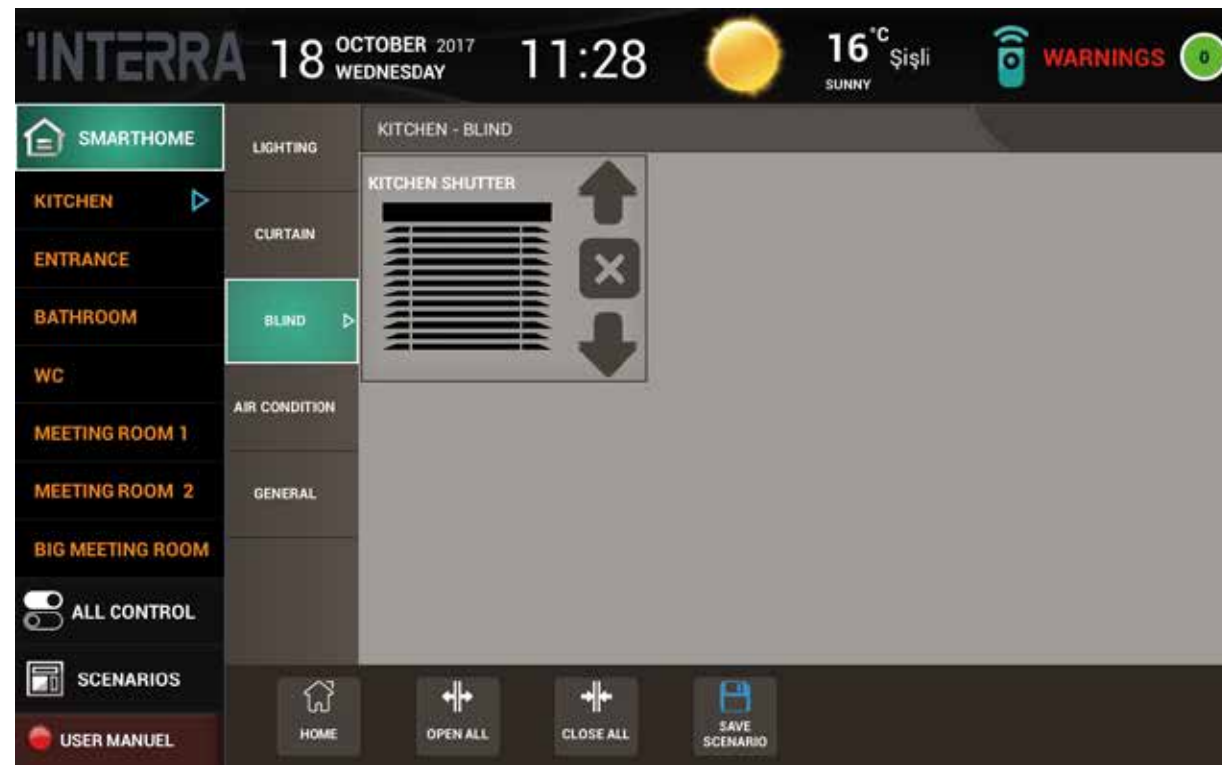 'INTERRA
18 OCTOBER 2017
WEDNESDAY
11:28
16°C
Şişli
SUNNY
WARNINGS
0
SMARTHOME
KITCHEN
ENTRANCE
BATHROOM
WC
MEETING ROOM 1
MEETING ROOM 2
BIG MEETING ROOM
ALL CONTROL
SCENARIOS
USER MANUEL
LIGHTING
CURTAIN
BLIND
AIR CONDITION
GENERAL
KITCHEN - BLIND
KITCHEN SHUTTER
HOME
OPEN ALL
CLOSE ALL
SAVE
SCENARIO